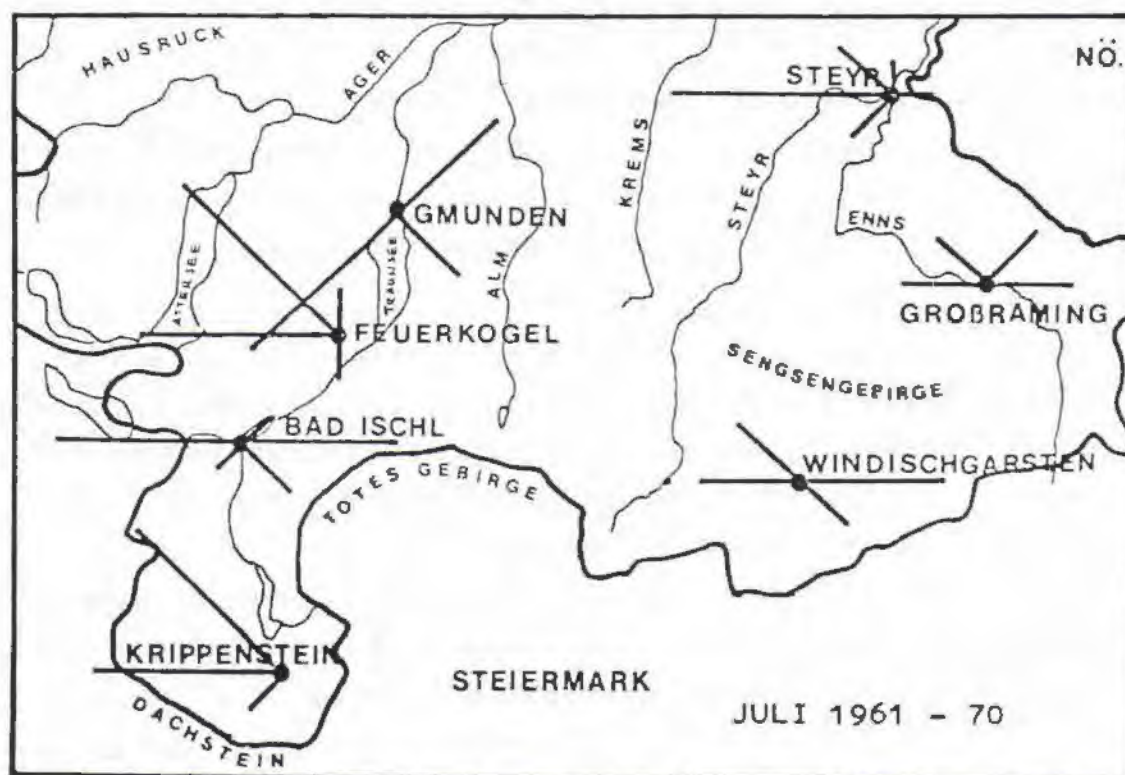 HAUSRUCK
AGER
STEYR
NÖ.
KREMS
STEYR
GMUNDEN
ENNS
ATTERSEE
TRAUNSEE
ALM
FEUERKOGEL
GROßRAMING
SENGSENGEBIRGE
BAD ISCHL
WINDISCHGARSTEN
TOTES GEBIRGE
KRIPPENSTEIN
STEIERMARK
DACHSTEIN
JULI 1961 - 70